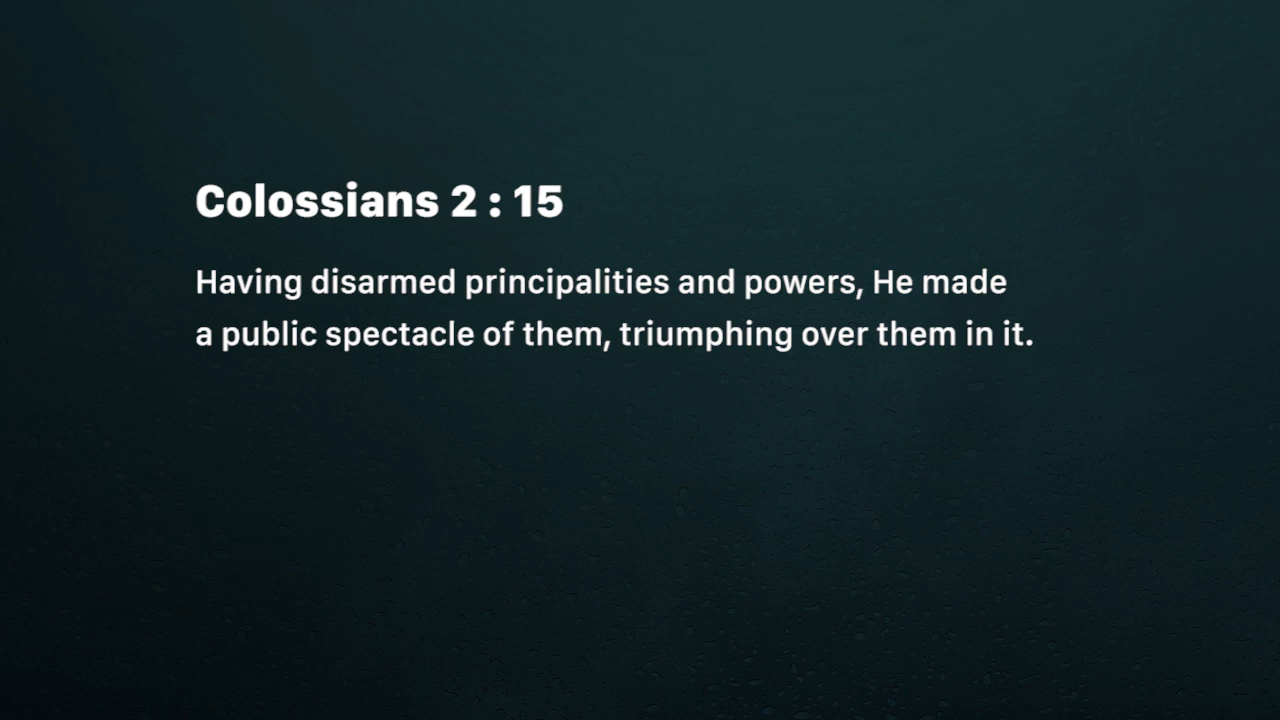 Colossians 2 : 15
Having disarmed principalities and powers, He made
a public spectacle of them, triumphing over them in it.